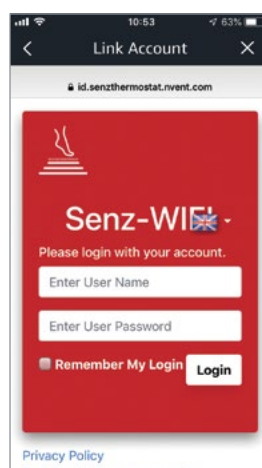 10:53 63%
Link Account
id.senzthermostat.nvent.com
Senz-WIFI
Please login with your account.
Enter User Name
Enter User Password
Remember My Login
Login
Privacy Policy